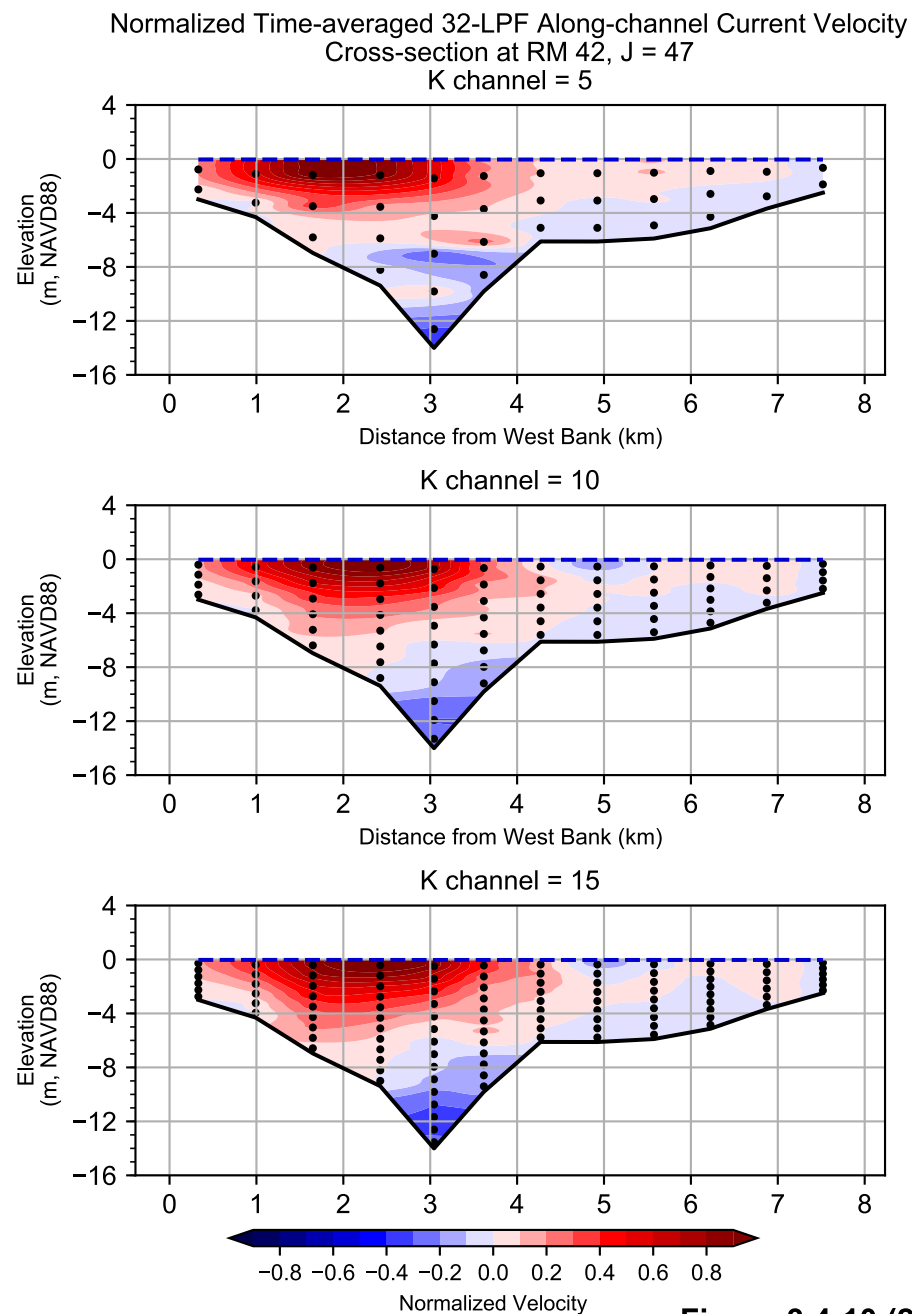 Normalized Time-averaged 32-LPF Along-channel Current Velocity
Cross-section at RM 42, J = 47
K channel = 5
4
0
−4
−8
−12
−16
Elevation
(m, NAVD88)
0 1 2 3 4 5 6 7 8
Distance from West Bank (km)
K channel = 10
4
0
−4
−8
−12
−16
Elevation
(m, NAVD88)
0 1 2 3 4 5 6 7 8
Distance from West Bank (km)
K channel = 15
4
0
−4
−8
−12
−16
Elevation
(m, NAVD88)
0 1 2 3 4 5 6 7 8
−0.8 −0.6 −0.4 −0.2 0.0 0.2 0.4 0.6 0.8
Normalized Velocity